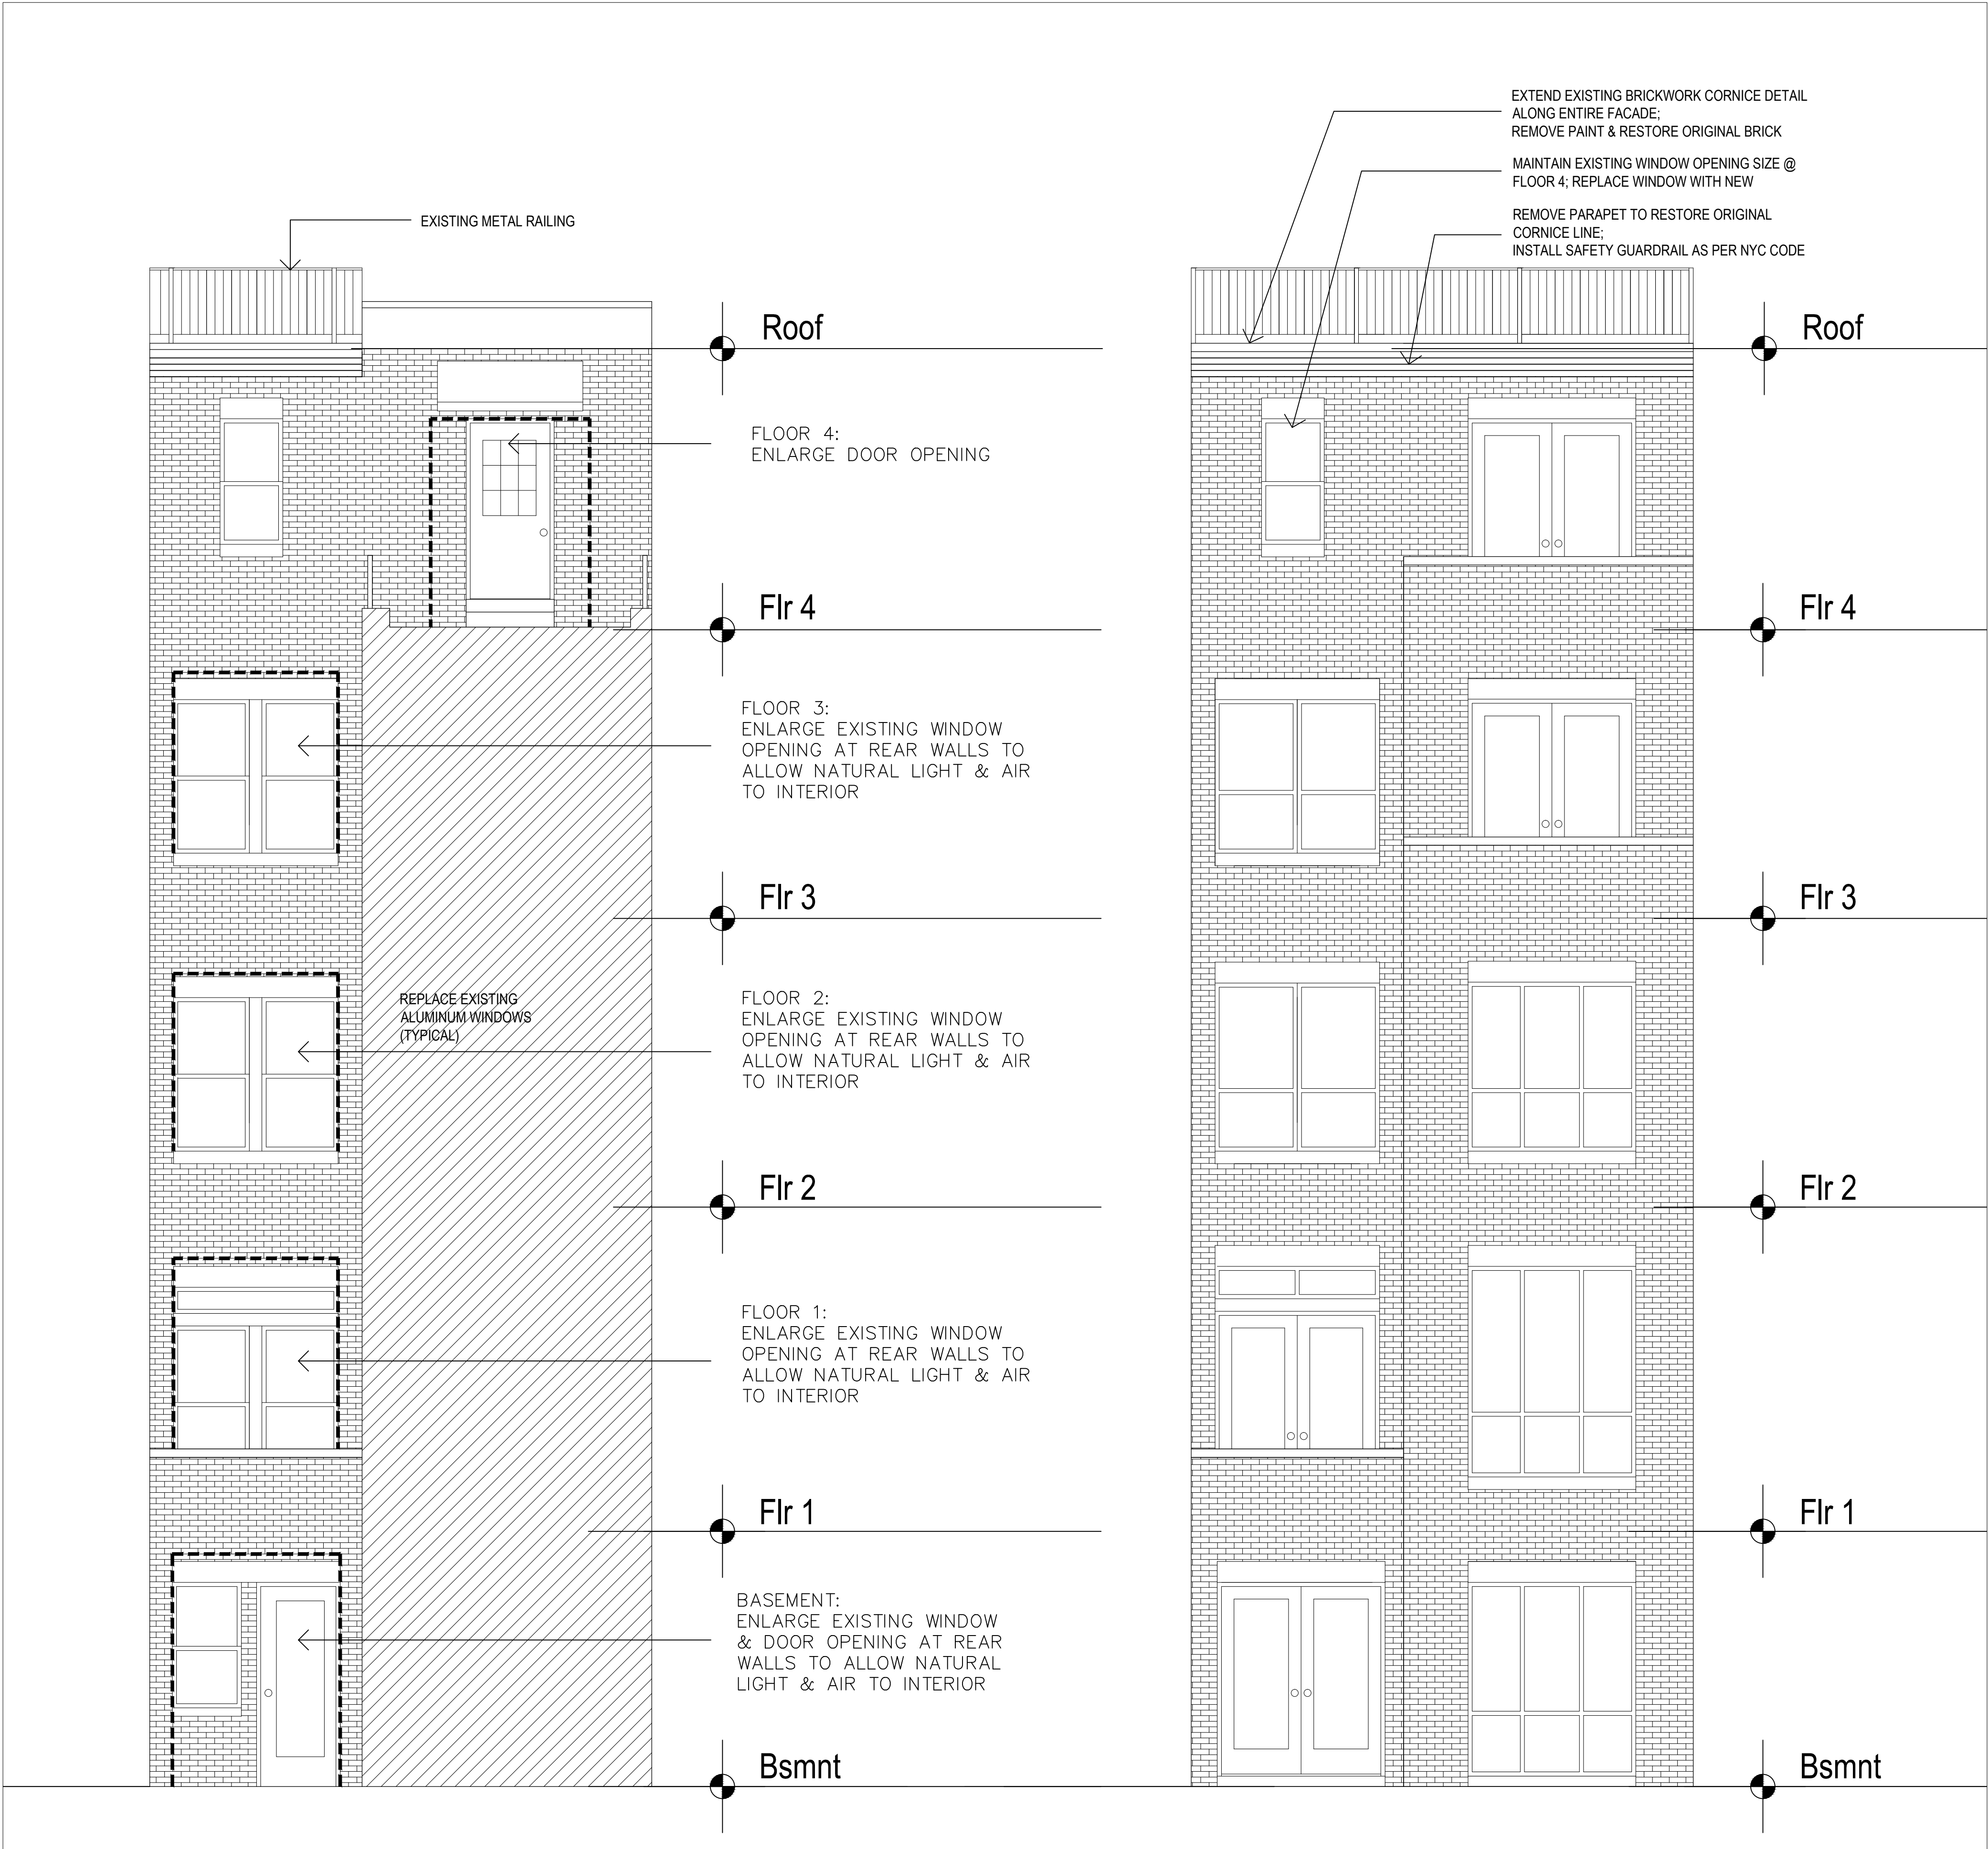 EXISTING METAL RAILING
Roof
FLOOR 4:
ENLARGE DOOR OPENING
Flr 4
FLOOR 3:
ENLARGE EXISTING WINDOW
OPENING AT REAR WALLS TO
ALLOW NATURAL LIGHT & AIR
TO INTERIOR
Flr 3
REPLACE EXISTING
ALUMINUM WINDOWS
(TYPICAL)
FLOOR 2:
ENLARGE EXISTING WINDOW
OPENING AT REAR WALLS TO
ALLOW NATURAL LIGHT & AIR
TO INTERIOR
Flr 2
FLOOR 1:
ENLARGE EXISTING WINDOW
OPENING AT REAR WALLS TO
ALLOW NATURAL LIGHT & AIR
TO INTERIOR
Flr 1
BASEMENT:
ENLARGE EXISTING WINDOW
& DOOR OPENING AT REAR
WALLS TO ALLOW NATURAL
LIGHT & AIR TO INTERIOR
Bsmnt
EXTEND EXISTING BRICKWORK CORNICE DETAIL
ALONG ENTIRE FACADE;
REMOVE PAINT & RESTORE ORIGINAL BRICK
MAINTAIN EXISTING WINDOW OPENING SIZE @
FLOOR 4; REPLACE WINDOW WITH NEW
REMOVE PARAPET TO RESTORE ORIGINAL
CORNICE LINE;
INSTALL SAFETY GUARDRAIL AS PER NYC CODE
Roof
Flr 4
Flr 3
Flr 2
Flr 1
Bsmnt